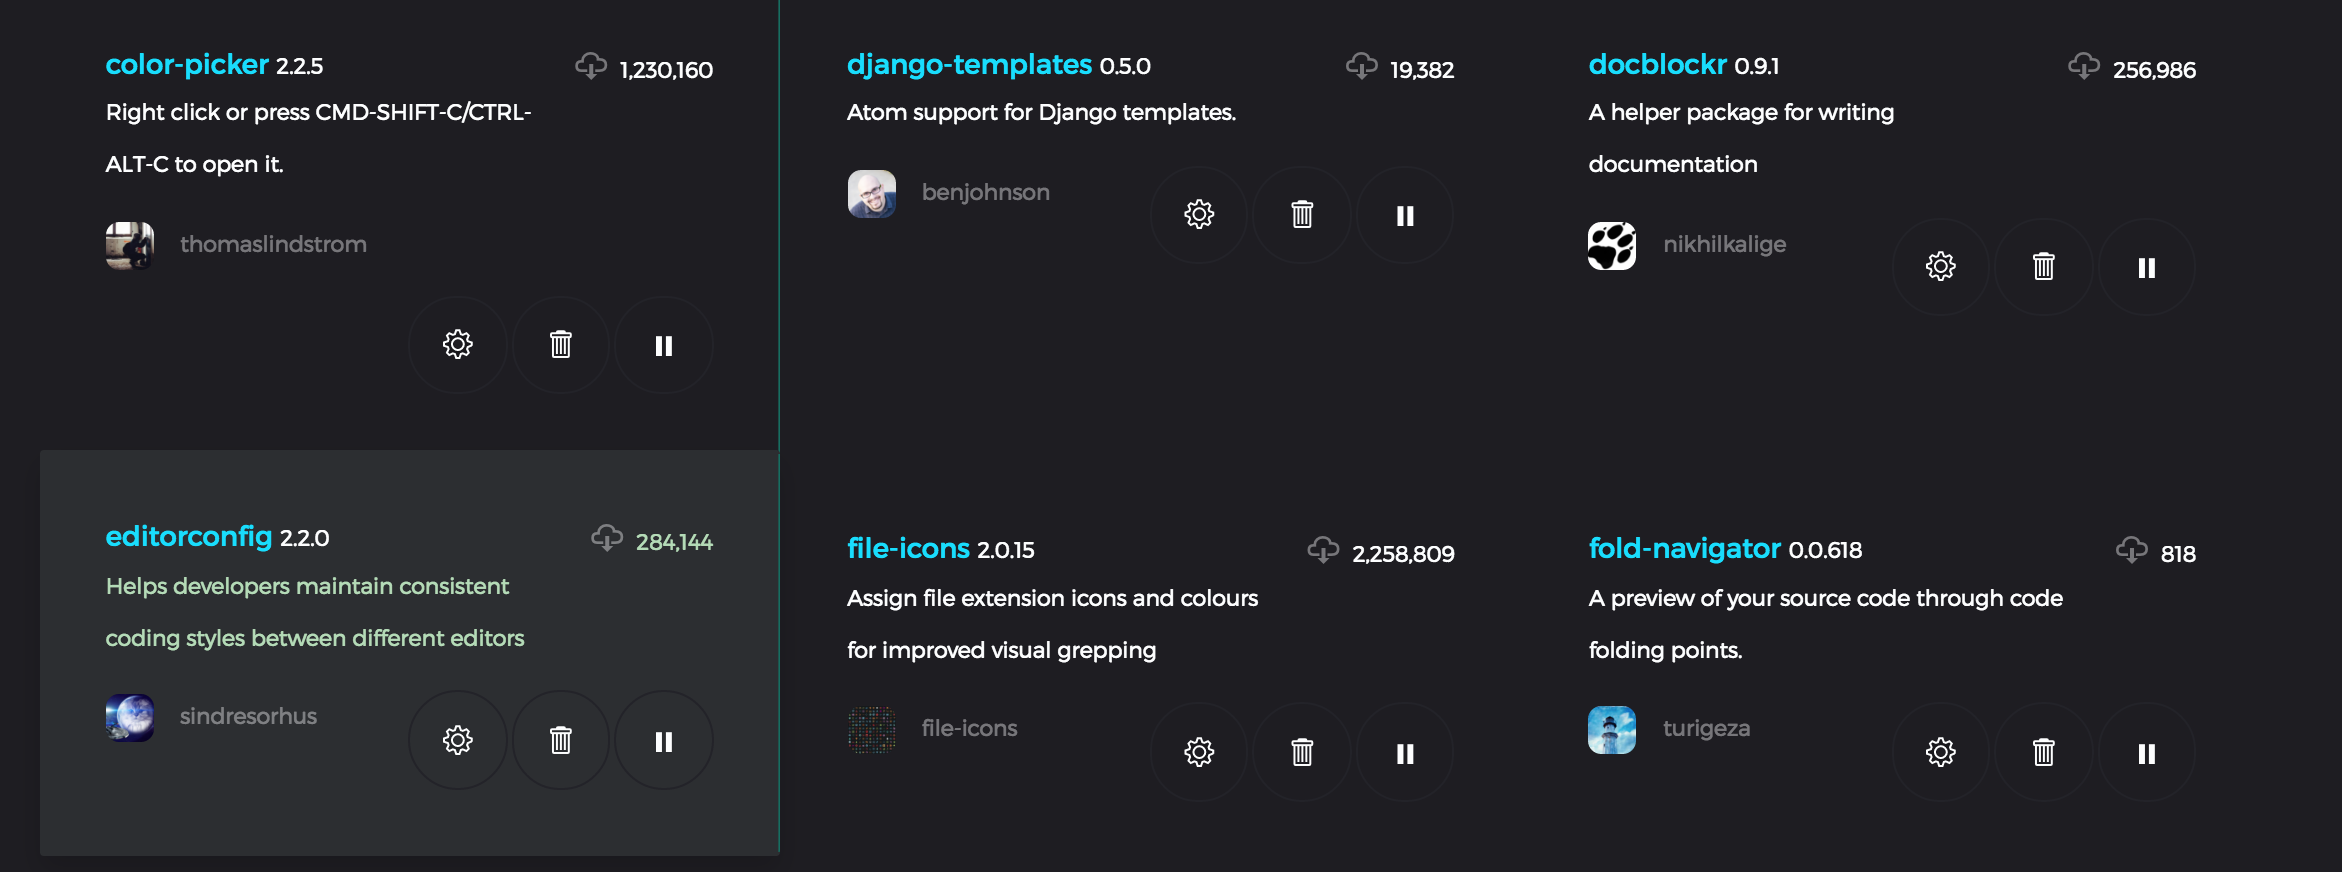 color-picker 2.2.5
1,230,160
Right click or press CMD-SHIFT-C/CTRL-
ALT-C to open it.
thomaslindstrom
django-templates 0.5.0
19,382
Atom support for Django templates.
benjohnson
docblockr 0.9.1
256,986
A helper package for writing
documentation
nikhilkalige
editorconfig 2.2.0
284,144
Helps developers maintain consistent
coding styles between different editors
sindresorhus
file-icons 2.0.15
2,258,809
Assign file extension icons and colours
for improved visual grepping
file-icons
fold-navigator 0.0.618
818
A preview of your source code through code
folding points.
turigeza